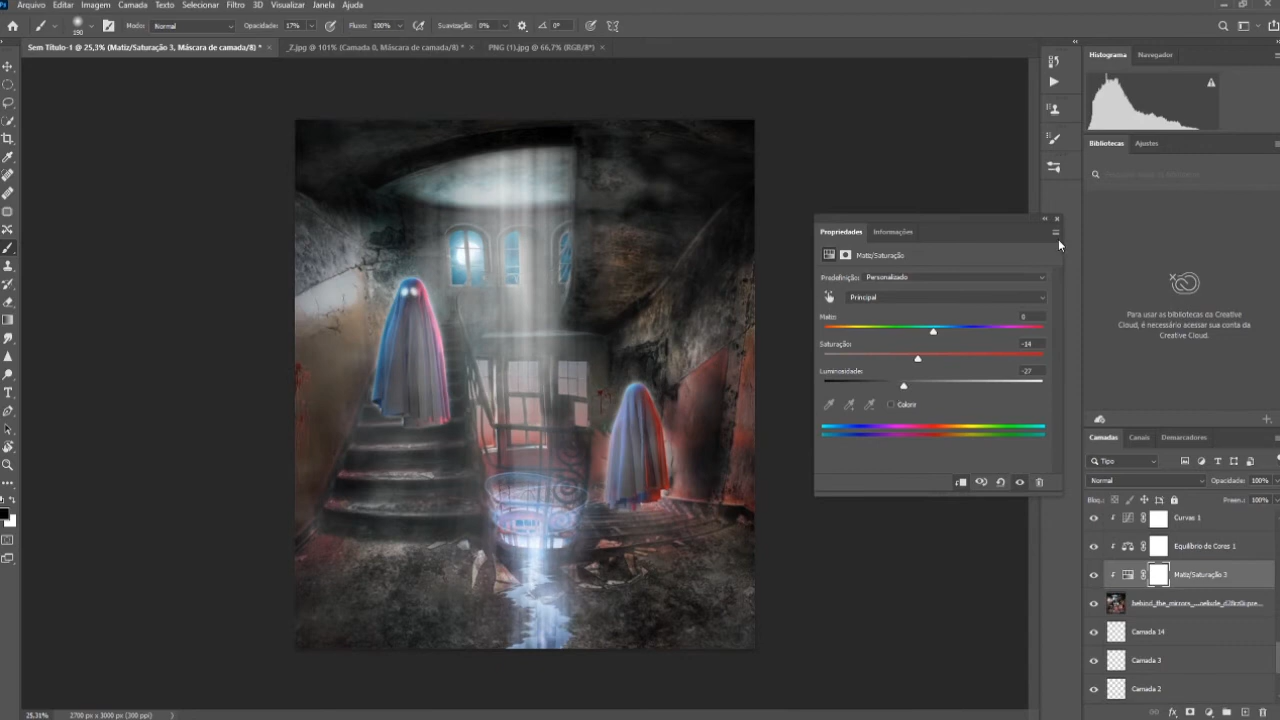 Arquivo Editar Imagem Camada Texto Selecionar Filtro 3D Visualizar Janela Ajuda
190 Modo: Normal Opacidade: 17% Fluxo: 100% Suavização: 0% 0°
Sem Título-1 @ 25,3% (Matiz/Saturação 3, Máscara de camada/8) * × _Z.jpg @ 101% (Camada 0, Máscara de camada/8) * × PNG (1).jpg @ 66,7% (RGB/8*) ×
Histograma Navegador
Bibliotecas Ajustes
Para usar as bibliotecas da Creative
Cloud, é necessário acessar sua conta da
Creative Cloud.
Propriedades Informações
Matiz/Saturação
Predefinição: Personalizado
Principal
Matiz: 0
Saturação: -14
Luminosidade: -27
Colorir
Camadas Canais Demarcadores
Tipo
Normal Opacidade: 100%
Bloq.: Preen.: 100%
Curvas 1
Equilíbrio de Cores 1
Matiz/Saturação 3
Camada 14
Camada 3
Camada 2
25,31% 2700 px x 3000 px (300 ppi)